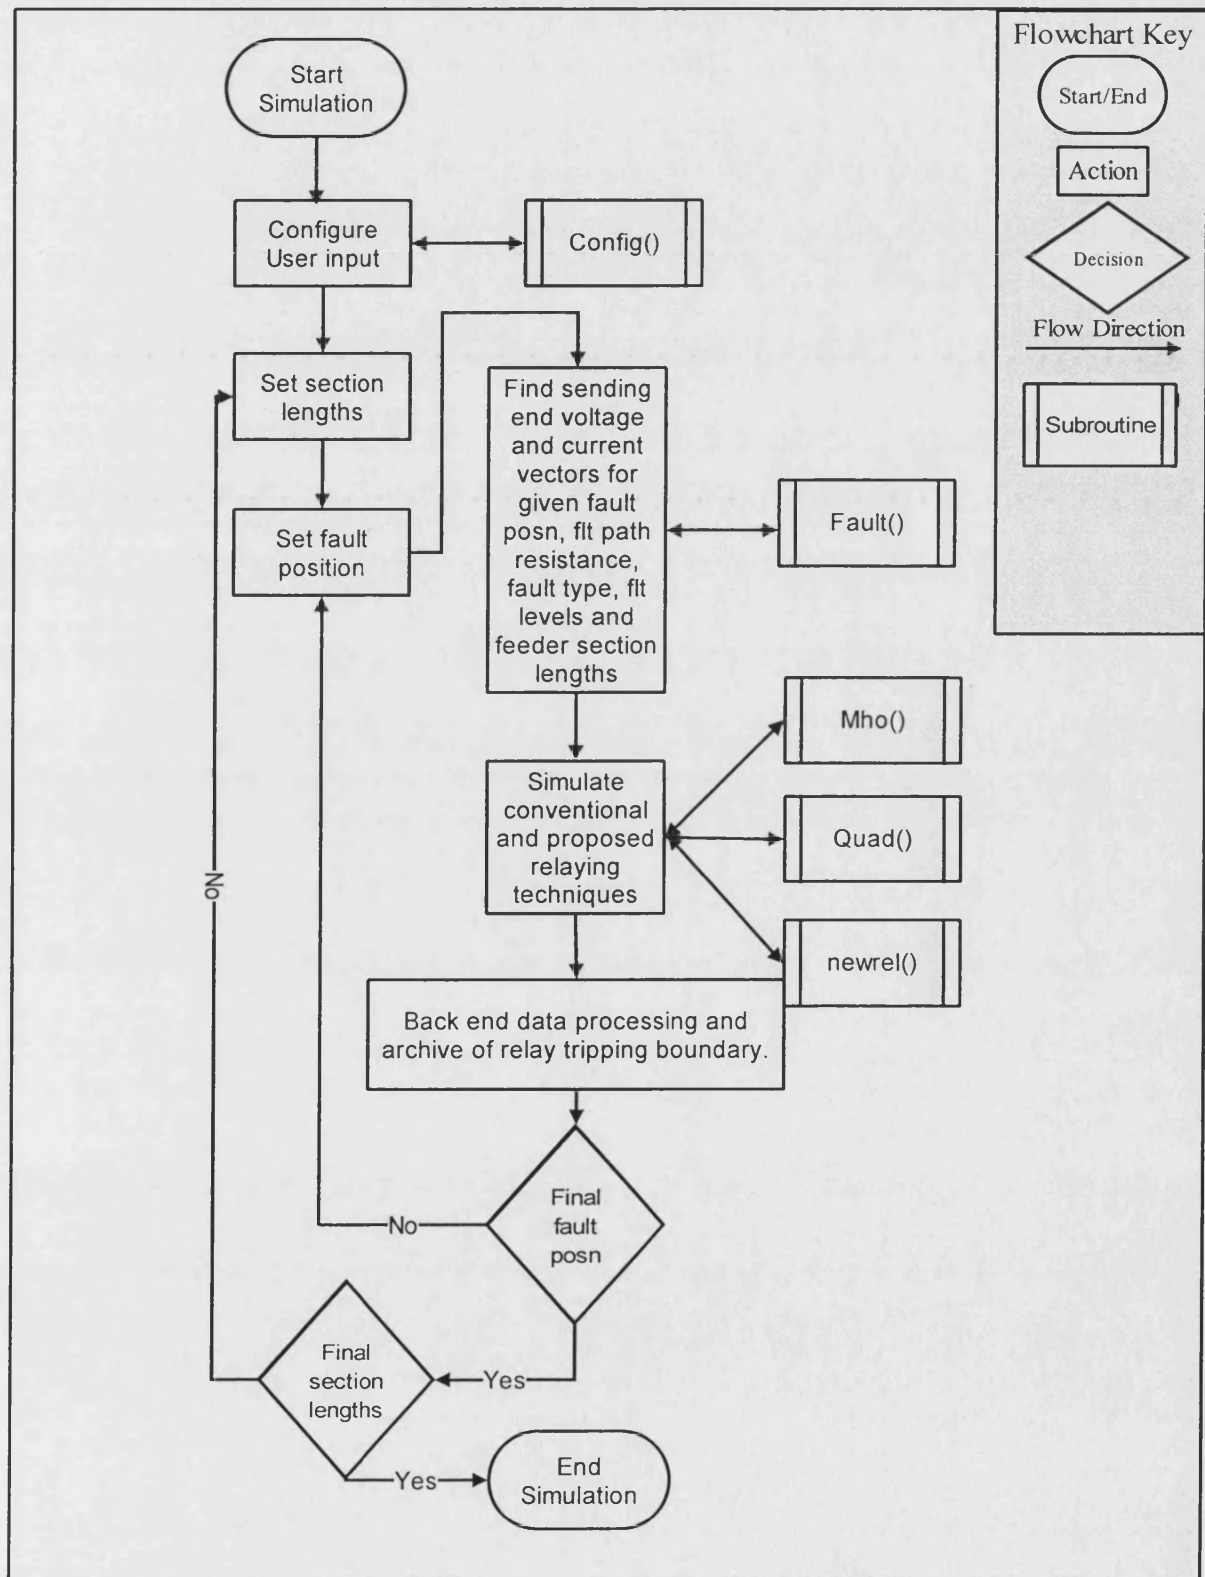 Flowchart Key
Start/End
Action
Decision
Flow Direction
Subroutine
Start
Simulation
Configure
User input
Config()
Set section
lengths
Set fault
position
Find sending
end voltage
and current
vectors for
given fault
posn, flt path
resistance,
fault type, flt
levels and
feeder section
lengths
Fault()
Simulate
conventional
and proposed
relaying
techniques
Mho()
Quad()
newrel()
Back end data processing and
archive of relay tripping boundary.
Final
fault
posn
No
Yes
Final
section
lengths
No
Yes
End
Simulation